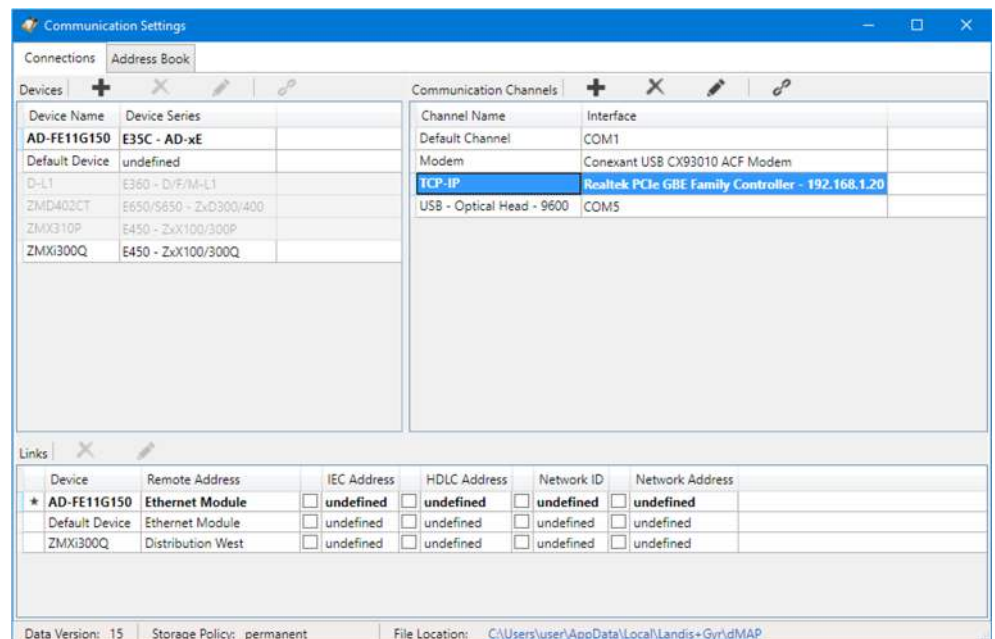 Communication Settings
Connections Address Book
Devices
Device Name Device Series
AD-FE11G150 E35C - AD-xE
Default Device undefined
D-L1 E360 - D/F/M-L1
ZMD402CT E650/S650 - ZxD300/400
ZMX310P E450 - ZxX100/300P
ZMXi300Q E450 - ZxX100/300Q
Communication Channels
Channel Name Interface
Default Channel COM1
Modem Conexant USB CX93010 ACF Modem
TCP-IP Realtek PCIe GBE Family Controller - 192.168.1.20
USB - Optical Head - 9600 COM5
Links
Device Remote Address IEC Address HDLC Address Network ID Network Address
★ AD-FE11G150 Ethernet Module undefined undefined undefined undefined
Default Device Ethernet Module undefined undefined undefined undefined
ZMXi300Q Distribution West undefined undefined undefined undefined
Data Version: 15 Storage Policy: permanent File Location: C:\Users\user\AppData\Local\Landis+Gyr\dMAP